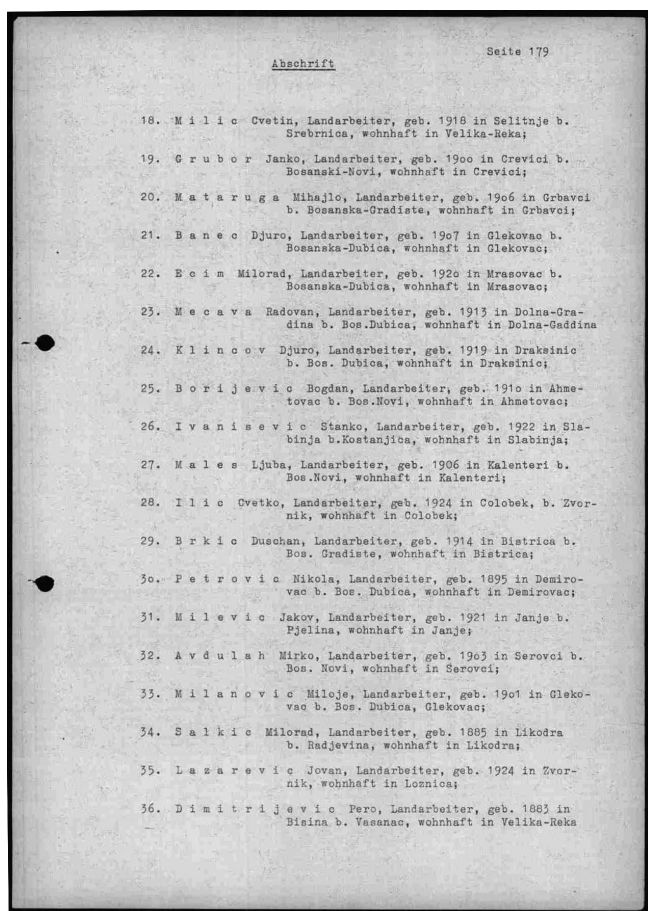 Seite 179
Abschrift
18. M i l i c Cvetin, Landarbeiter, geb. 1918 in Selitnje b.
Srebrnica, wohnhaft in Velika-Reka;
19. G r u b o r Janko, Landarbeiter, geb. 19oo in Crevici b.
Bosanski-Novi, wohnhaft in Crevici;
20. M a t a r u g a Mihajlo, Landarbeiter, geb. 19o6 in Grbavci
b. Bosanska-Gradiste, wohnhaft in Grbavci;
21. B a n e c Djuro, Landarbeiter, geb. 19o7 in Glekovac b.
Bosanska-Dubica, wohnhaft in Glekovac;
22. E c i m Milorad, Landarbeiter, geb. 192o in Mrasovac b.
Bosanska-Dubica, wohnhaft in Mrasovac;
23. M e c a v a Radovan, Landarbeiter, geb. 1913 in Dolna-Gra-
dina b. Bos.Dubica, wohnhaft in Dolna-Gaddina
24. K l i n c o v Djuro, Landarbeiter, geb. 1919 in Draksinic
b. Bos. Dubica, wohnhaft in Draksinic;
25. B o r i j e v i c Bogdan, Landarbeiter, geb. 191o in Ahme-
tovac b. Bos.Novi, wohnhaft in Ahmetovac;
26. I v a n i s e v i c Stanko, Landarbeiter, geb. 1922 in Sla-
binja b.Kostanjica, wohnhaft in Slabinja;
27. M a l e s Ljuba, Landarbeiter, geb. 1906 in Kalenteri b.
Bos.Novi, wohnhaft in Kalenteri;
28. I l i c Cvetko, Landarbeiter, geb. 1924 in Colobek, b. Zvor-
nik, wohnhaft in Colobek;
29. B r k i c Duschan, Landarbeiter, geb. 1914 in Bistrica b.
Bos. Gradiste, wohnhaft in Bistrica;
3o. P e t r o v i c Nikola, Landarbeiter, geb. 1895 in Demiro-
vac b. Bos. Dubica, wohnhaft in Demirovac;
31. M i l e v i c Jakov, Landarbeiter, geb. 1921 in Janje b.
Pjelina, wohnhaft in Janje;
32. A v d u l a h Mirko, Landarbeiter, geb. 19o3 in Serovci b.
Bos. Novi, wohnhaft in Serovci;
33. M i l a n o v i c Miloje, Landarbeiter, geb. 19o1 in Gleko-
vac b. Bos. Dubica, Glekovac;
34. S a l k i c Milorad, Landarbeiter, geb. 1885 in Likodra
b. Radjevina, wohnhaft in Likodra;
35. L a z a r e v i c Jovan, Landarbeiter, geb. 1924 in Zvor-
nik, wohnhaft in Loznica;
36. D i m i t r i j e v i c Pero, Landarbeiter, geb. 1883 in
Bisina b. Vasanac, wohnhaft in Velika-Reka